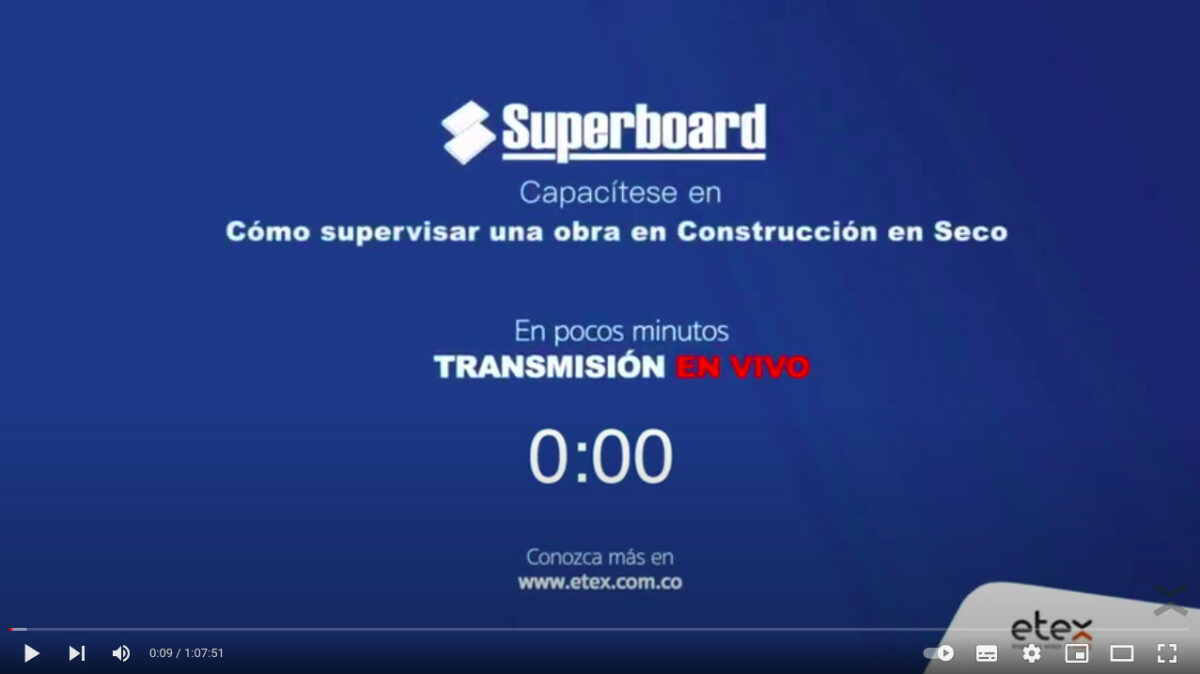 Superboard
Capacítese en
Cómo supervisar una obra en Construcción en Seco
En pocos minutos
TRANSMISIÓN EN VIVO
0:00
Conozca más en
www.etex.com.co
etex
0:09 / 1:07:51